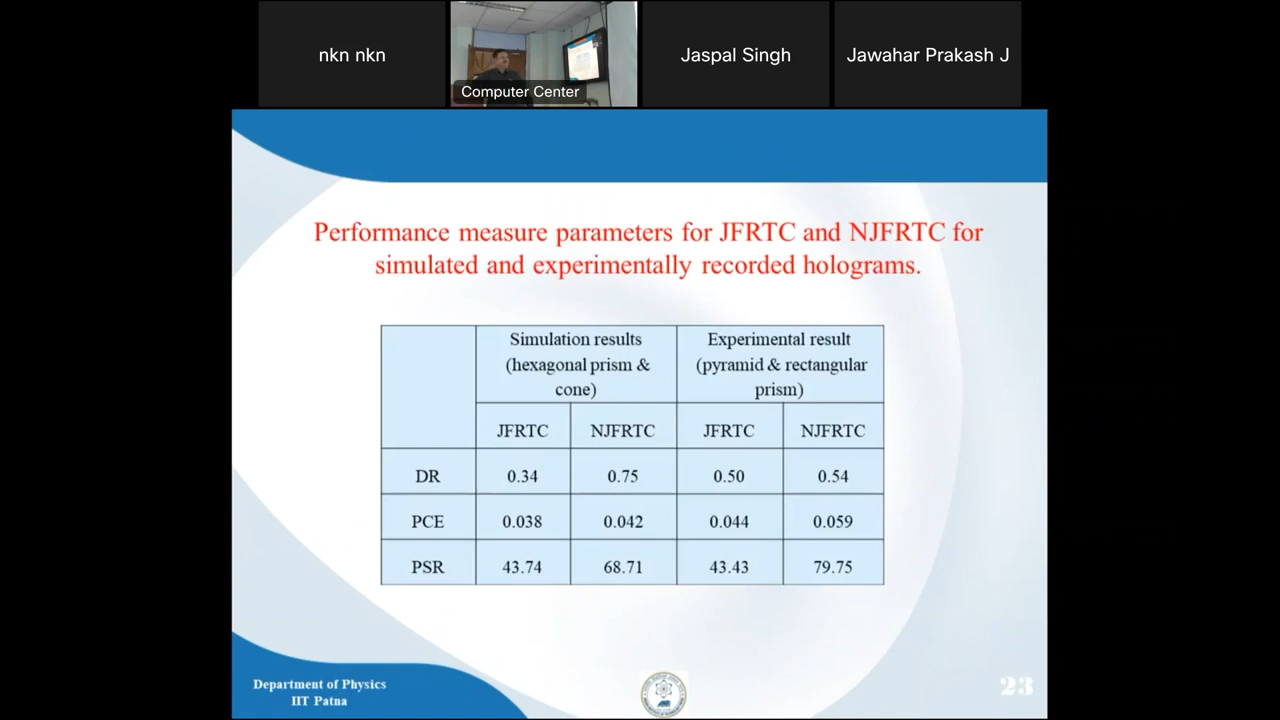 nkn nkn
Computer Center
Jaspal Singh
Jawahar Prakash J
Performance measure parameters for JFRTC and NJFRTC for
simulated and experimentally recorded holograms.
Simulation results
(hexagonal prism &
cone)
Experimental result
(pyramid & rectangular
prism)
JFRTC NJFRTC JFRTC NJFRTC
DR 0.34 0.75 0.50 0.54
PCE 0.038 0.042 0.044 0.059
PSR 43.74 68.71 43.43 79.75
Department of Physics
IIT Patna
23